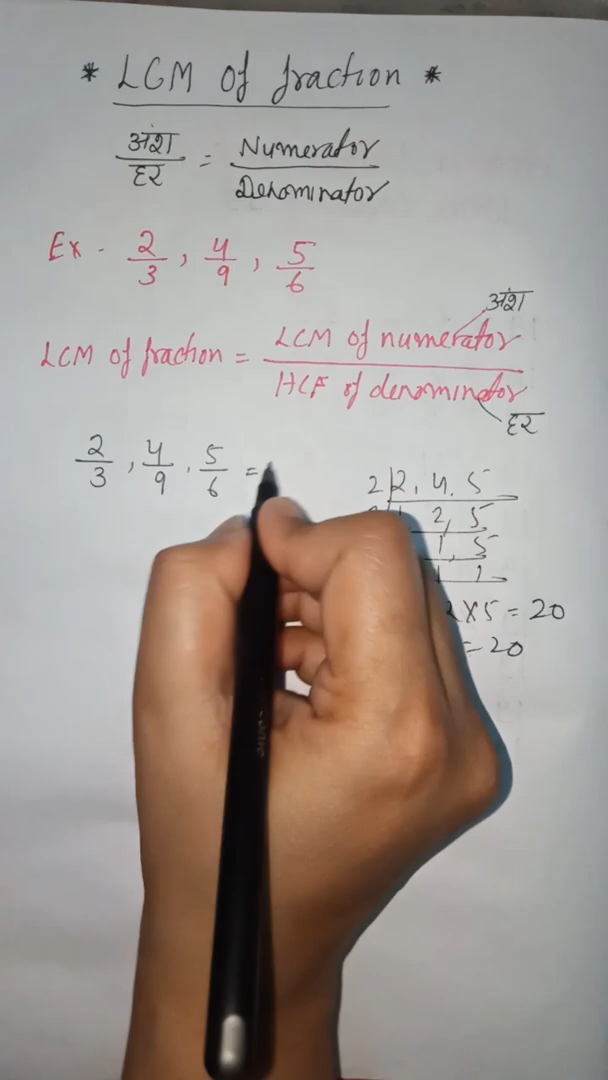 * LCM of fraction *
अंश/हर = Numerator/Denominator
Ex - 2/3, 4/9, 5/6
अंश
LCM of fraction = LCM of numerator/HCF of denominator
हर
2/3, 4/9, 5/6 =
2 2, 4, 5
2, 5
1, 5
1 1
2 x 5 = 20
= 20